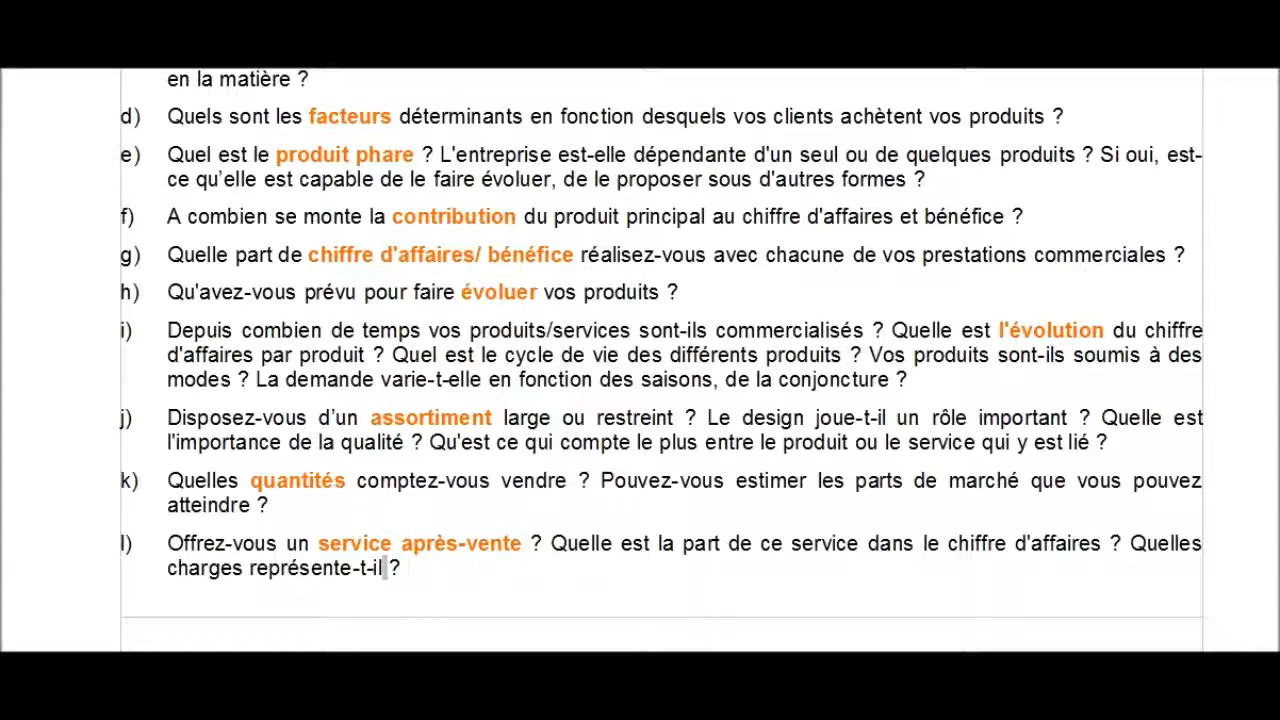 en la matière ?
d) Quels sont les facteurs déterminants en fonction desquels vos clients achètent vos produits ?
e) Quel est le produit phare ? L'entreprise est-elle dépendante d'un seul ou de quelques produits ? Si oui, est-
ce qu’elle est capable de le faire évoluer, de le proposer sous d'autres formes ?
f) A combien se monte la contribution du produit principal au chiffre d'affaires et bénéfice ?
g) Quelle part de chiffre d'affaires/ bénéfice réalisez-vous avec chacune de vos prestations commerciales ?
h) Qu'avez-vous prévu pour faire évoluer vos produits ?
i) Depuis combien de temps vos produits/services sont-ils commercialisés ? Quelle est l'évolution du chiffre
d'affaires par produit ? Quel est le cycle de vie des différents produits ? Vos produits sont-ils soumis à des
modes ? La demande varie-t-elle en fonction des saisons, de la conjoncture ?
j) Disposez-vous d’un assortiment large ou restreint ? Le design joue-t-il un rôle important ? Quelle est
l'importance de la qualité ? Qu'est ce qui compte le plus entre le produit ou le service qui y est lié ?
k) Quelles quantités comptez-vous vendre ? Pouvez-vous estimer les parts de marché que vous pouvez
atteindre ?
l) Offrez-vous un service après-vente ? Quelle est la part de ce service dans le chiffre d'affaires ? Quelles
charges représente-t-il ?